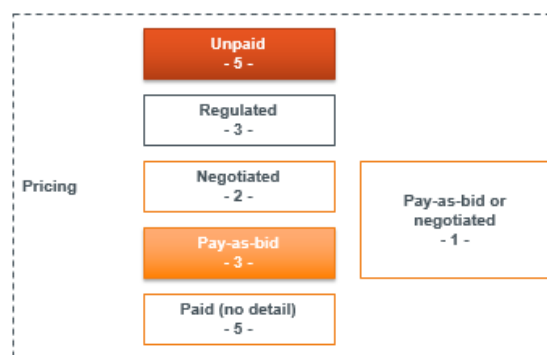 Pricing
Unpaid
- 5 -
Regulated
- 3 -
Negotiated
- 2 -
Pay-as-bid
- 3 -
Paid (no detail)
- 5 -
Pay-as-bid or
negotiated
- 1 -